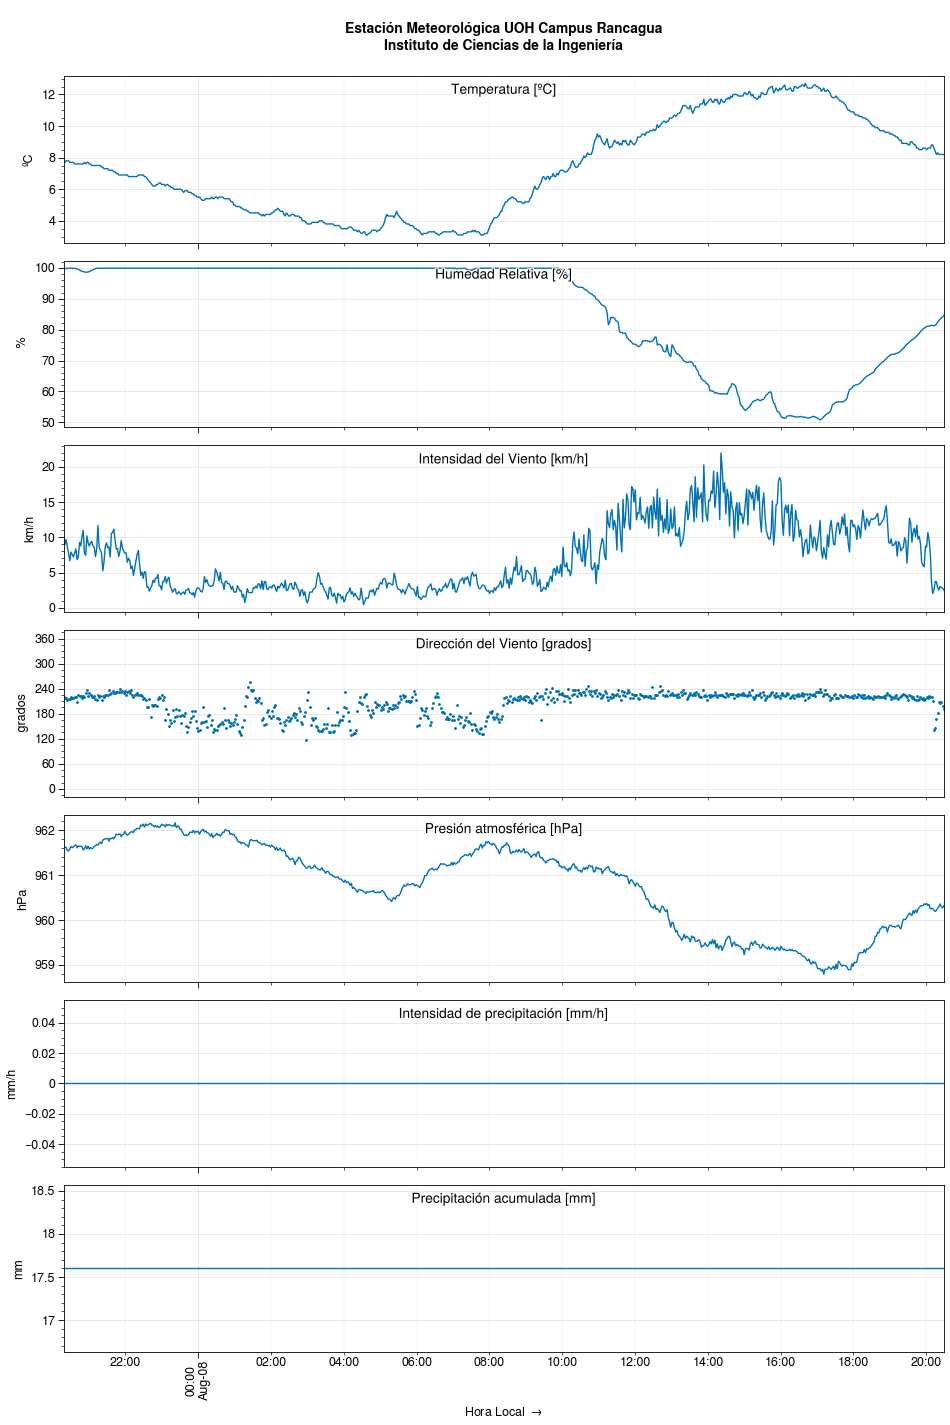 Estación Meteorológica UOH Campus Rancagua
Instituto de Ciencias de la Ingeniería
Temperatura [ºC]
12
10
8
6
4
ºC
Humedad Relativa [%]
100
90
80
70
60
50
%
Intensidad del Viento [km/h]
20
15
10
5
0
km/h
Dirección del Viento [grados]
360
300
240
180
120
60
0
grados
Presión atmosférica [hPa]
962
961
960
959
hPa
Intensidad de precipitación [mm/h]
0.04
0.02
0
−0.02
−0.04
mm/h
Precipitación acumulada [mm]
18.5
18
17.5
17
mm
22:00
00:00
Aug-08
02:00
04:00
06:00
08:00
10:00
12:00
14:00
16:00
18:00
20:00
Hora Local →